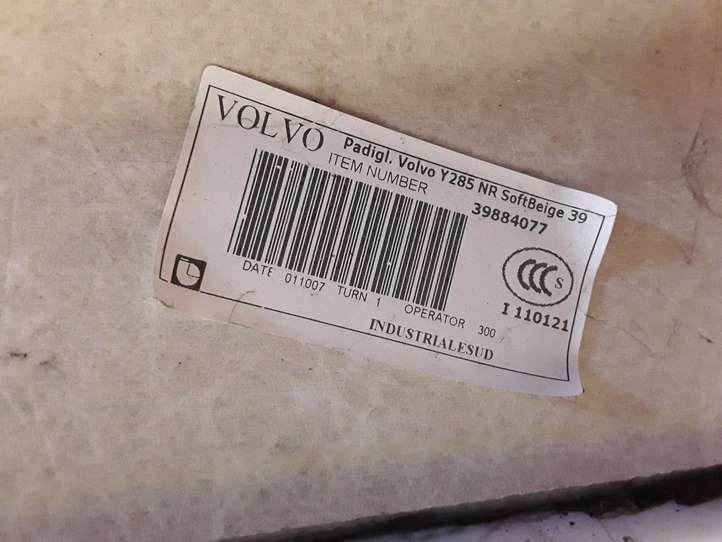 VOLVO
Padigl. Volvo Y285 NR SoftBeige 39
ITEM NUMBER
39884077
CCC S
DATE 011007 TURN 1 OPERATOR 300
I 110121
INDUSTRIALESUD